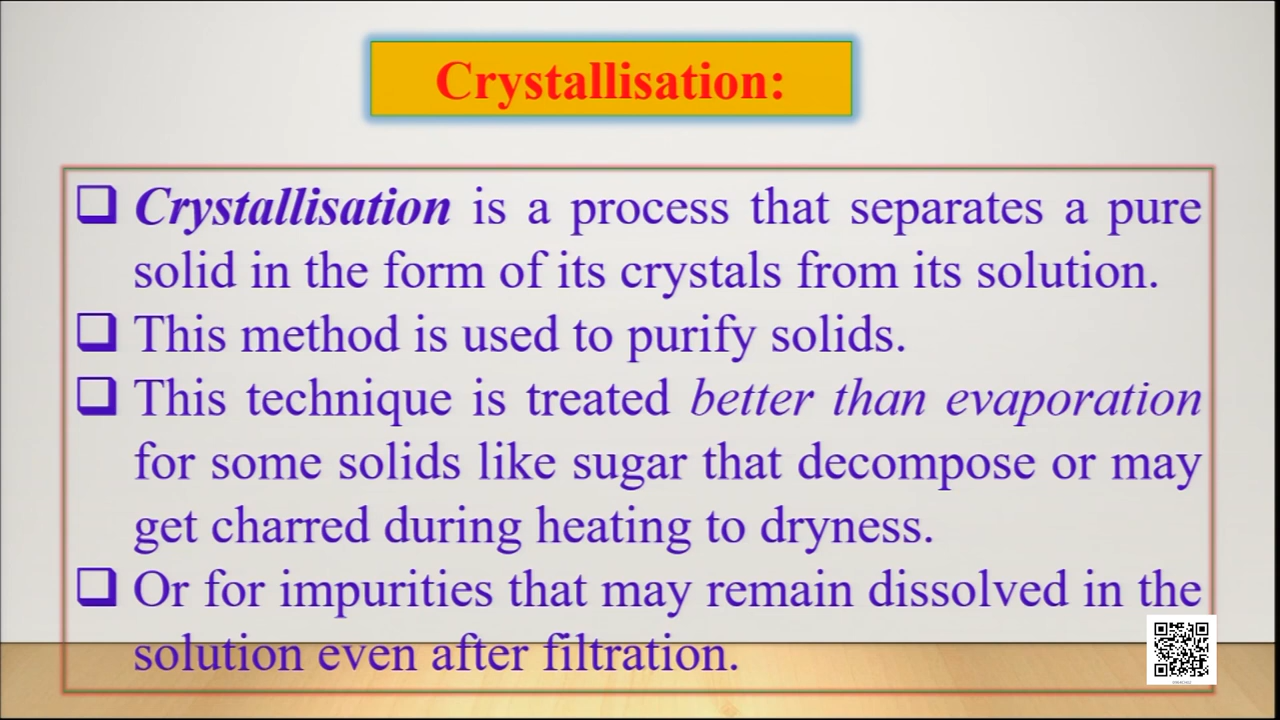 Crystallisation:
❑ Crystallisation is a process that separates a pure
solid in the form of its crystals from its solution.
❑ This method is used to purify solids.
❑ This technique is treated better than evaporation
for some solids like sugar that decompose or may
get charred during heating to dryness.
❑ Or for impurities that may remain dissolved in the
solution even after filtration.